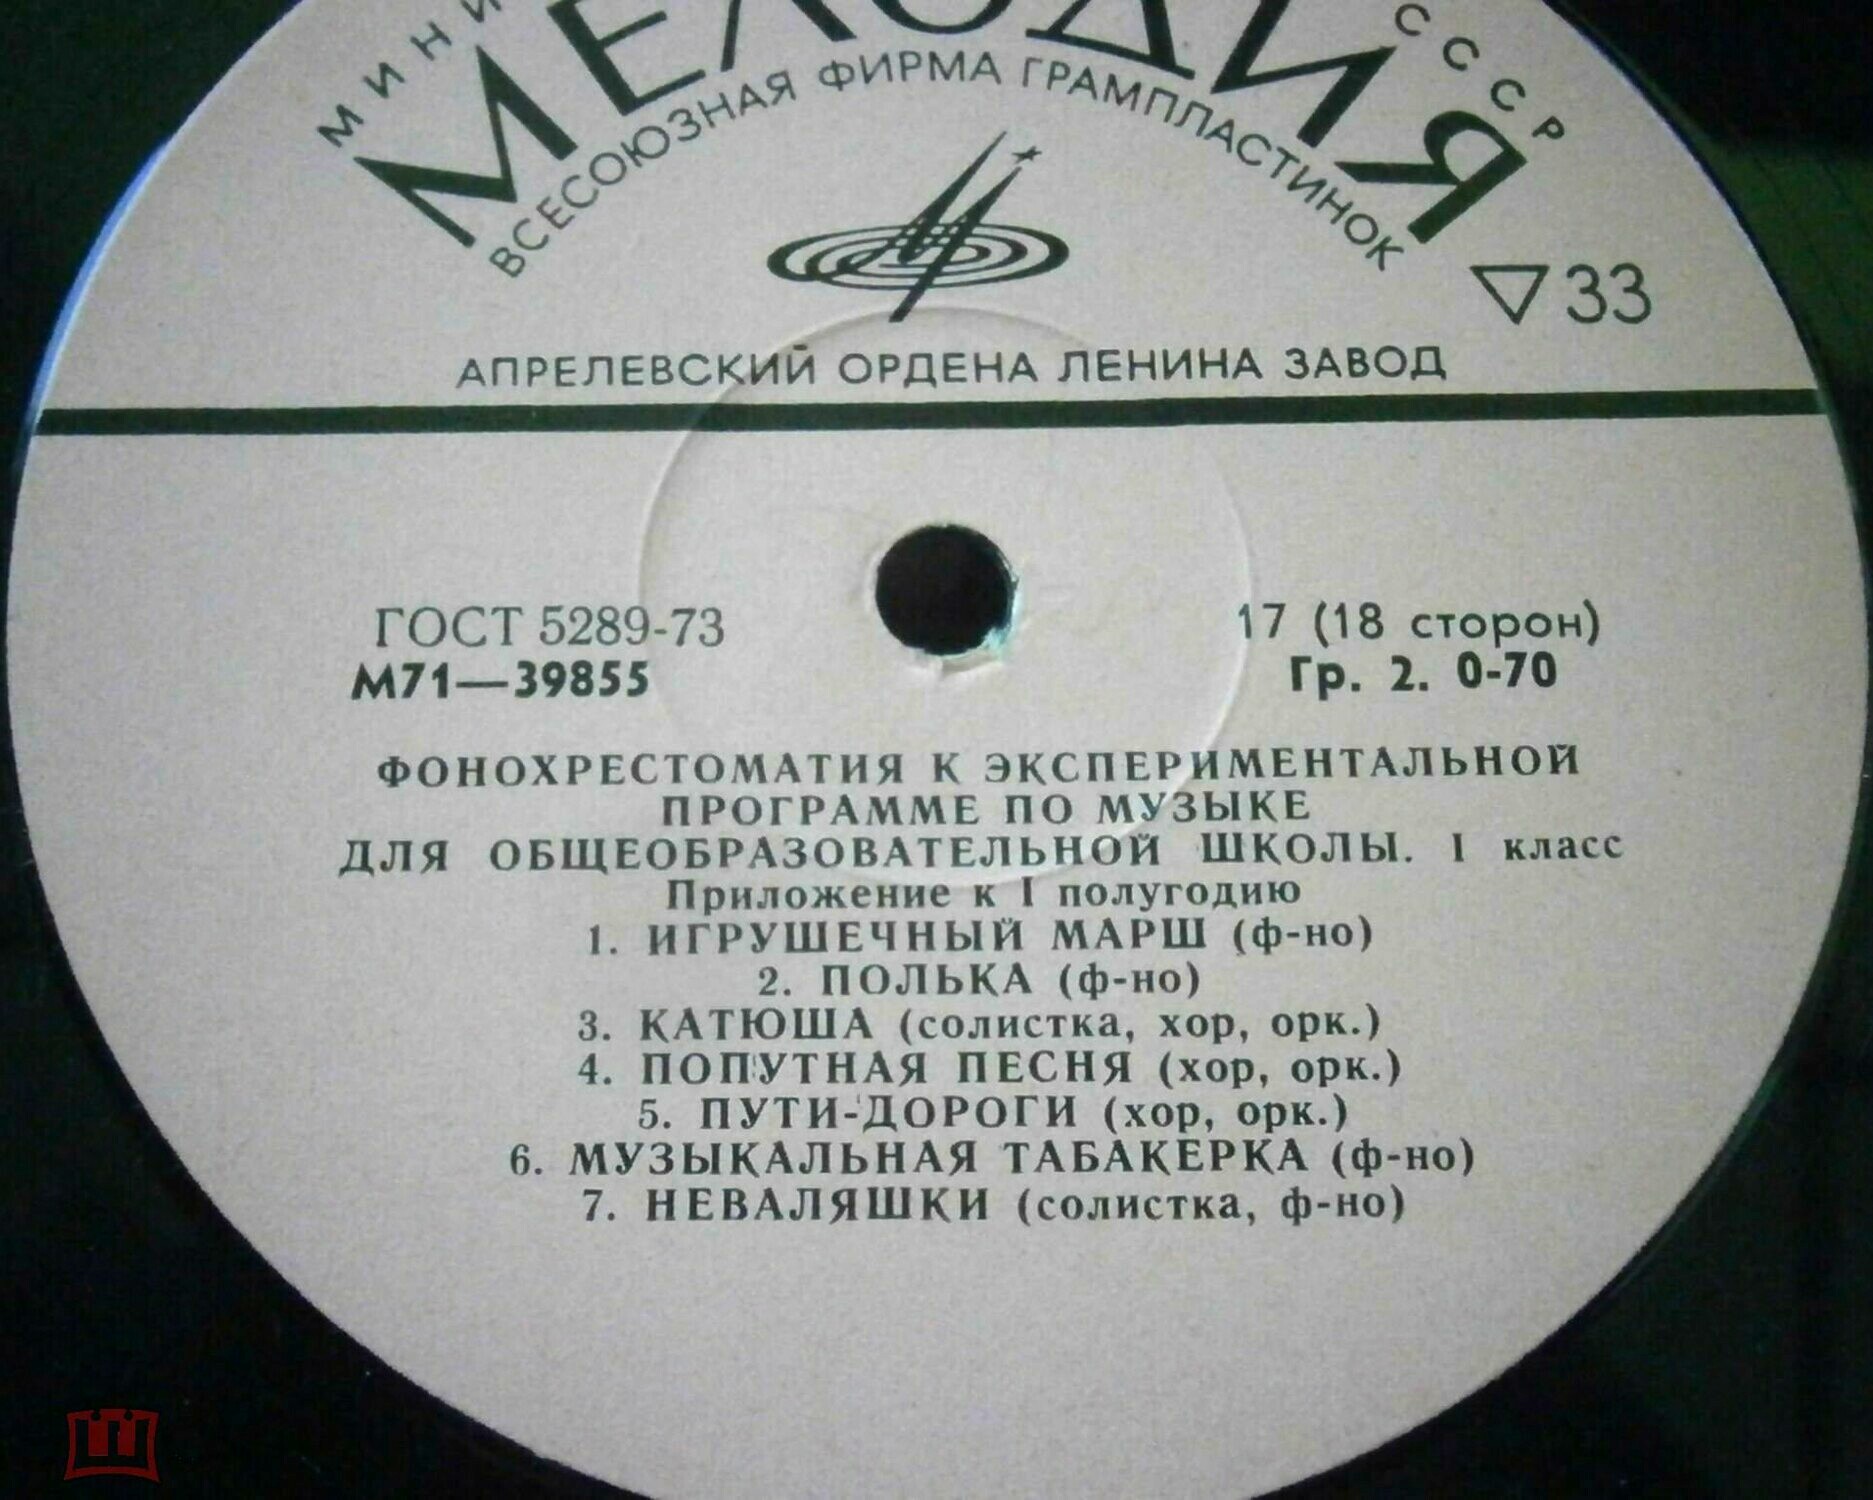 СССР
МЕЛОДИЯ
ВСЕСОЮЗНАЯ ФИРМА ГРАМПЛАСТИНОК
33
АПРЕЛЕВСКИЙ ОРДЕНА ЛЕНИНА ЗАВОД
ГОСТ 5289-73
17 (18 сторон)
М71—39855
Гр. 2. 0-70
ФОНОХРЕСТОМАТИЯ К ЭКСПЕРИМЕНТАЛЬНОЙ
ПРОГРАММЕ ПО МУЗЫКЕ
ДЛЯ ОБЩЕОБРАЗОВАТЕЛЬНОЙ ШКОЛЫ. I класс
Приложение к I полугодию
1. ИГРУШЕЧНЫЙ МАРШ (ф-но)
2. ПОЛЬКА (ф-но)
3. КАТЮША (солистка, хор, орк.)
4. ПОПУТНАЯ ПЕСНЯ (хор, орк.)
5. ПУТИ-ДОРОГИ (хор, орк.)
6. МУЗЫКАЛЬНАЯ ТАБАКЕРКА (ф-но)
7. НЕВАЛЯШКИ (солистка, ф-но)